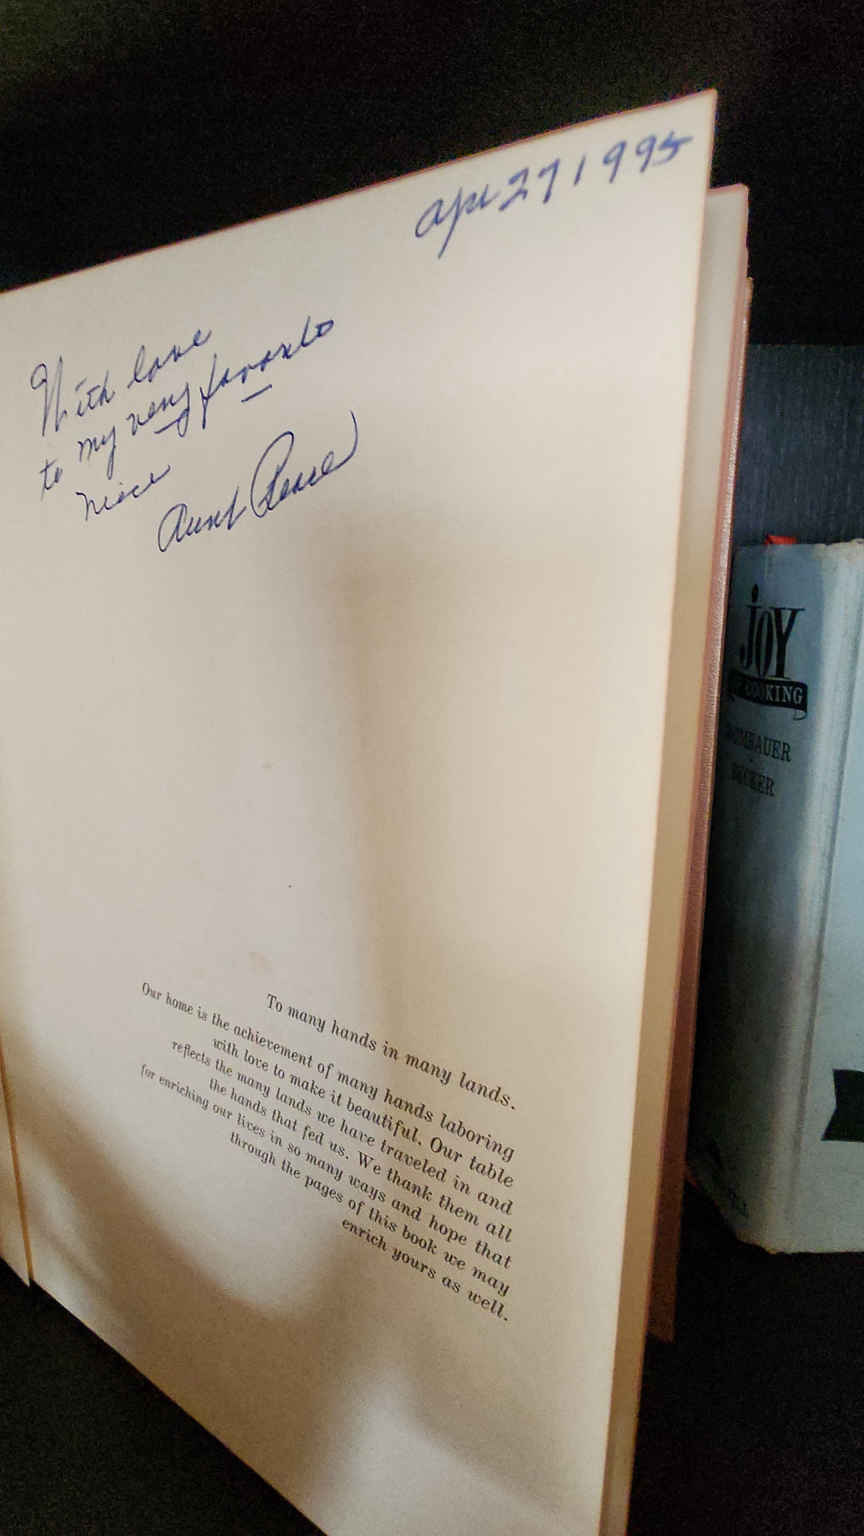 Apr 27 1995
With love
to my very favorite
niece
Aunt
To many hands in many lands.
Our home is the achievement of many hands laboring
with love to make it beautiful. Our table
reflects the many lands we have traveled in and
the hands that fed us. We thank them all
for enriching our lives in so many ways and hope that
through the pages of this book we may
enrich yours as well.
JOY
COOKING
BECKER